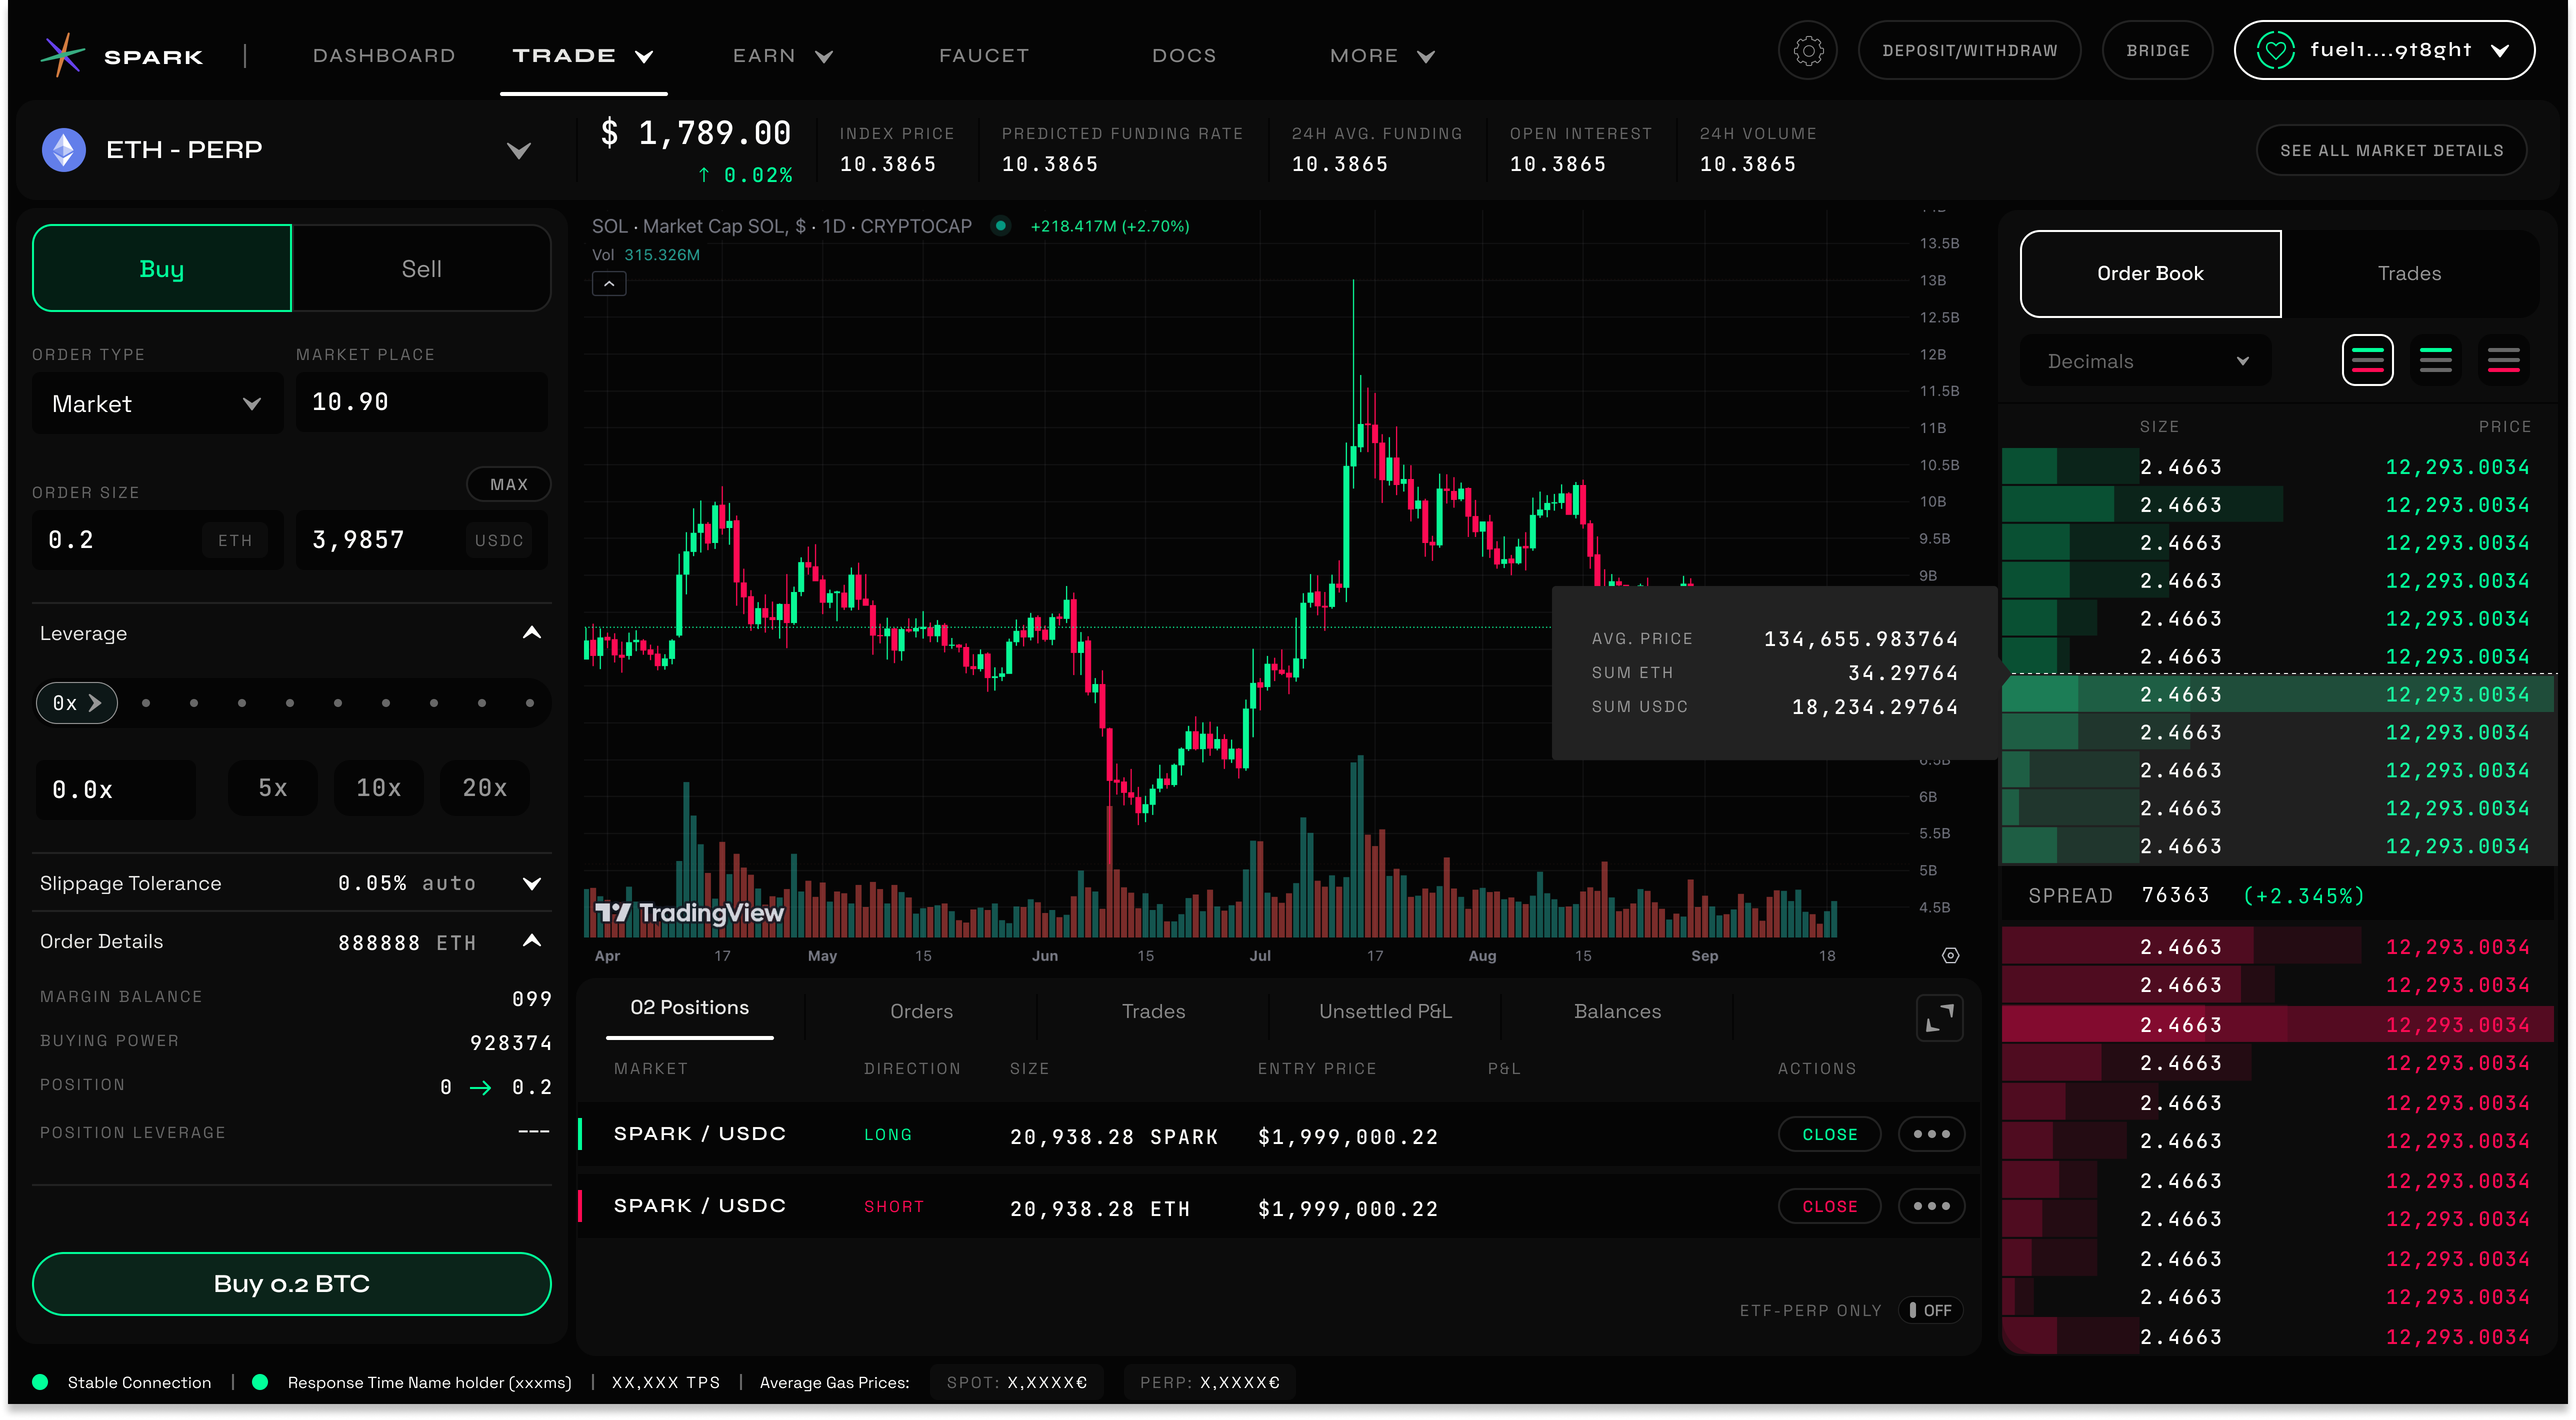 SPARK | DASHBOARD TRADE EARN FAUCET DOCS MORE DEPOSIT/WITHDRAW BRIDGE fuel1....9t8ght
ETH - PERP
$ 1,789.00
↑ 0.02%
INDEX PRICE
10.3865
PREDICTED FUNDING RATE
10.3865
24H AVG. FUNDING
10.3865
OPEN INTEREST
10.3865
24H VOLUME
10.3865
SEE ALL MARKET DETAILS
Buy Sell
ORDER TYPE MARKET PLACE
Market 10.90
ORDER SIZE MAX
0.2 ETH 3,9857 USDC
Leverage
0x
0.0x 5x 10x 20x
Slippage Tolerance 0.05% auto
Order Details 888888 ETH
MARGIN BALANCE 099
BUYING POWER 928374
POSITION 0 → 0.2
POSITION LEVERAGE ---
Buy 0.2 BTC
SOL · Market Cap SOL, $ · 1D · CRYPTOCAP +218.417M (+2.70%)
Vol 315.326M
13.5B
13B
12.5B
12B
11.5B
11B
10.5B
10B
9.5B
9B
AVG. PRICE 134,655.983764
SUM ETH 34.29764
SUM USDC 18,234.29764
6B
5.5B
5B
4.5B
TradingView
Apr 17 May 15 Jun 15 Jul 17 Aug 15 Sep 18
02 Positions Orders Trades Unsettled P&L Balances
MARKET DIRECTION SIZE ENTRY PRICE P&L ACTIONS
SPARK / USDC LONG 20,938.28 SPARK $1,999,000.22 CLOSE
SPARK / USDC SHORT 20,938.28 ETH $1,999,000.22 CLOSE
ETF-PERP ONLY OFF
Order Book Trades
Decimals
SIZE PRICE
2.4663 12,293.0034
2.4663 12,293.0034
2.4663 12,293.0034
2.4663 12,293.0034
2.4663 12,293.0034
2.4663 12,293.0034
2.4663 12,293.0034
2.4663 12,293.0034
2.4663 12,293.0034
2.4663 12,293.0034
2.4663 12,293.0034
SPREAD 76363 (+2.345%)
2.4663 12,293.0034
2.4663 12,293.0034
2.4663 12,293.0034
2.4663 12,293.0034
2.4663 12,293.0034
2.4663 12,293.0034
2.4663 12,293.0034
2.4663 12,293.0034
2.4663 12,293.0034
2.4663 12,293.0034
2.4663 12,293.0034
Stable Connection | Response Time Name holder (xxxms) | XX,XXX TPS | Average Gas Prices: SPOT: X,XXXX€ PERP: X,XXXX€